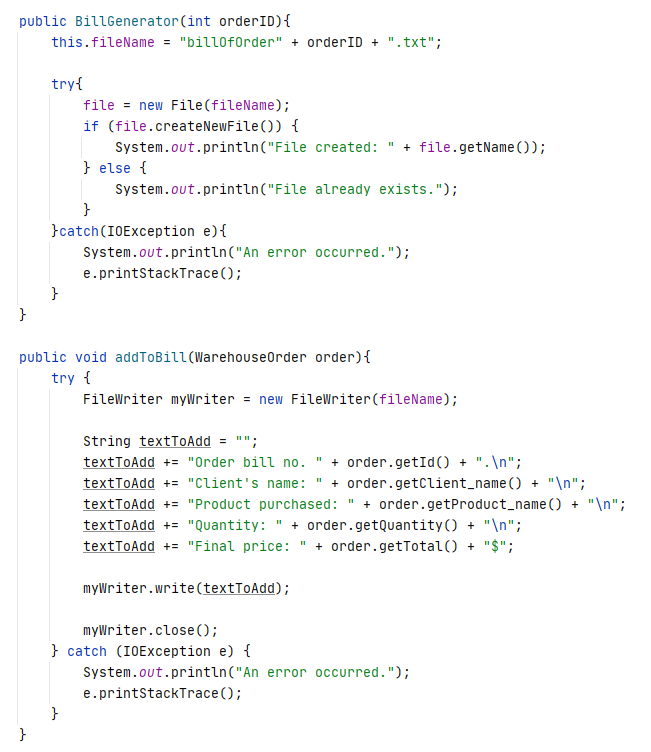 public BillGenerator(int orderID){
    this.fileName = "billOfOrder" + orderID + ".txt";

    try{
        file = new File(fileName);
        if (file.createNewFile()) {
            System.out.println("File created: " + file.getName());
        } else {
            System.out.println("File already exists.");
        }
    }catch(IOException e){
        System.out.println("An error occurred.");
        e.printStackTrace();
    }
}

public void addToBill(WarehouseOrder order){
    try {
        FileWriter myWriter = new FileWriter(fileName);

        String textToAdd = "";
        textToAdd += "Order bill no. " + order.getId() + ".\n";
        textToAdd += "Client's name: " + order.getClient_name() + "\n";
        textToAdd += "Product purchased: " + order.getProduct_name() + "\n";
        textToAdd += "Quantity: " + order.getQuantity() + "\n";
        textToAdd += "Final price: " + order.getTotal() + "$";

        myWriter.write(textToAdd);

        myWriter.close();
    } catch (IOException e) {
        System.out.println("An error occurred.");
        e.printStackTrace();
    }
}